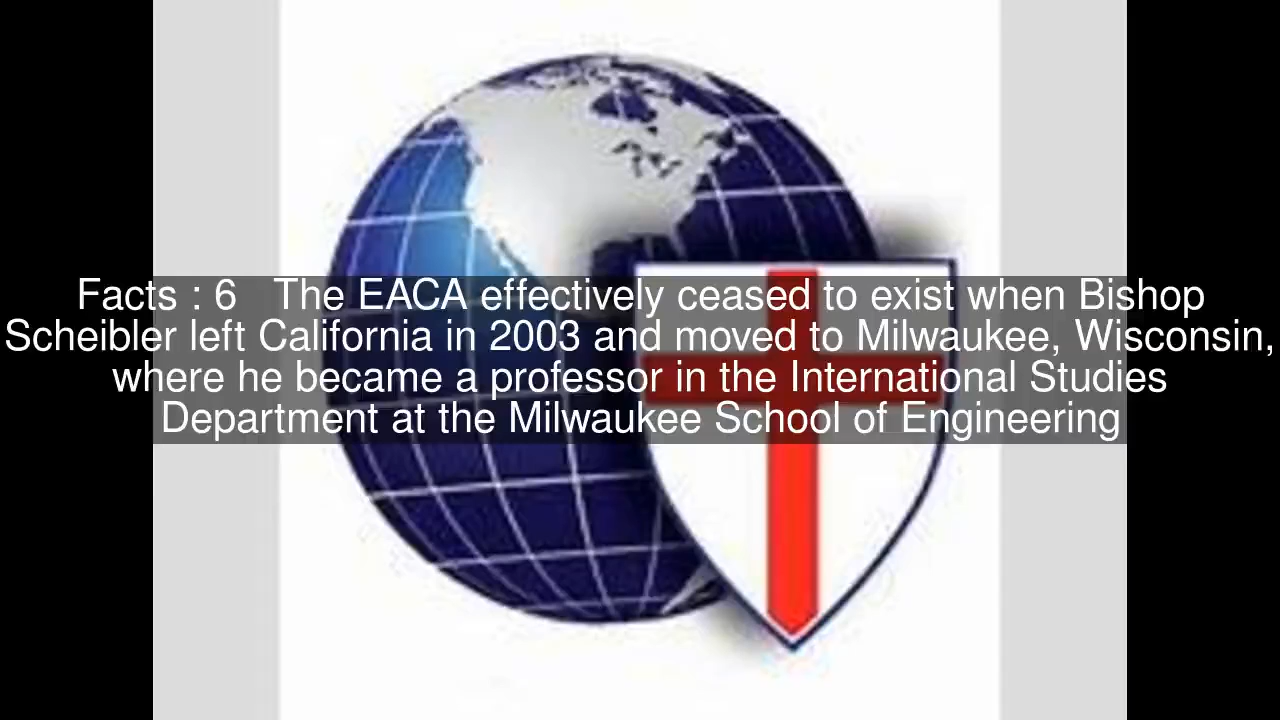 Facts : 6 The EACA effectively ceased to exist when Bishop
Scheibler left California in 2003 and moved to Milwaukee, Wisconsin,
where he became a professor in the International Studies
Department at the Milwaukee School of Engineering